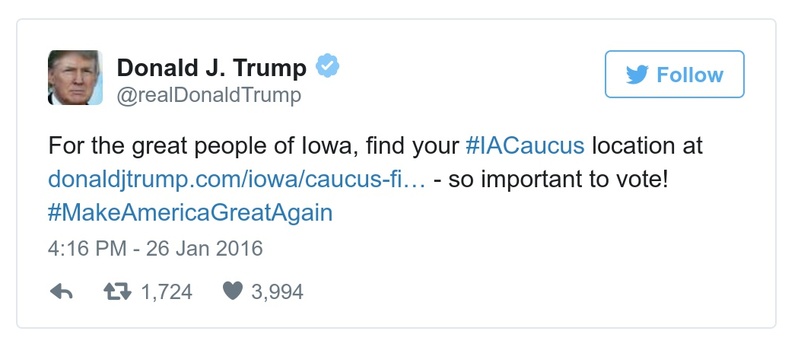 Donald J. Trump
Follow
@realDonaldTrump
For the great people of Iowa, find your #IACaucus location at
donaldjtrump.com/iowa/caucus-fi… - so important to vote!
#MakeAmericaGreatAgain
4:16 PM - 26 Jan 2016
1,724 3,994